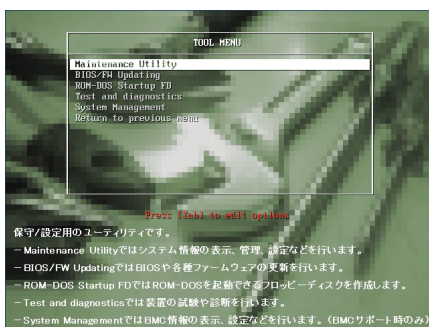 TOOL MENU
Maintenance Utility
BIOS/FW Updating
ROM-DOS Startup FD
Test and diagnostics
System Management
Return to previous menu
Press [Tab] to edit options
保守/設定用のユーティリティです。
－Maintenance Utilityではシステム情報の表示、管理、設定などを行います。
－BIOS/FW UpdatingではBIOSや各種ファームウェアの更新を行います。
－ROM-DOS Startup FDではROM-DOSを起動できるフロッピーディスクを作成します。
－Test and diagnosticsでは装置の試験や診断を行います。
－System ManagementではBMC情報の表示、設定などを行います。(BMCサポート時のみ)